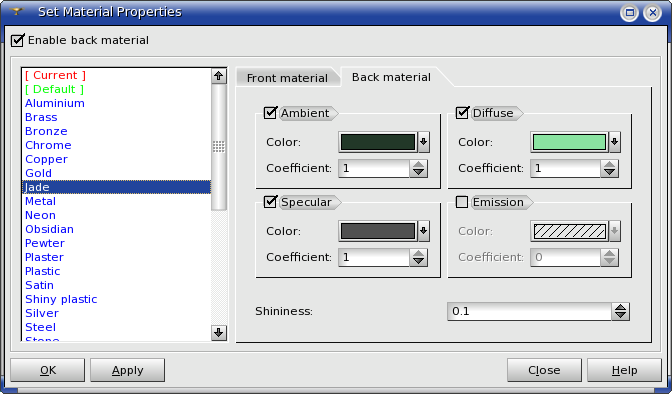 Set Material Properties
Enable back material
[ Current ]
[ Default ]
Aluminium
Brass
Bronze
Chrome
Copper
Gold
Jade
Metal
Neon
Obsidian
Pewter
Plaster
Plastic
Satin
Shiny plastic
Silver
Steel
Stone
Front material
Back material
Ambient
Color:
Coefficient: 1
Diffuse
Color:
Coefficient: 1
Specular
Color:
Coefficient: 1
Emission
Color:
Coefficient: 0
Shininess: 0.1
OK
Apply
Close
Help